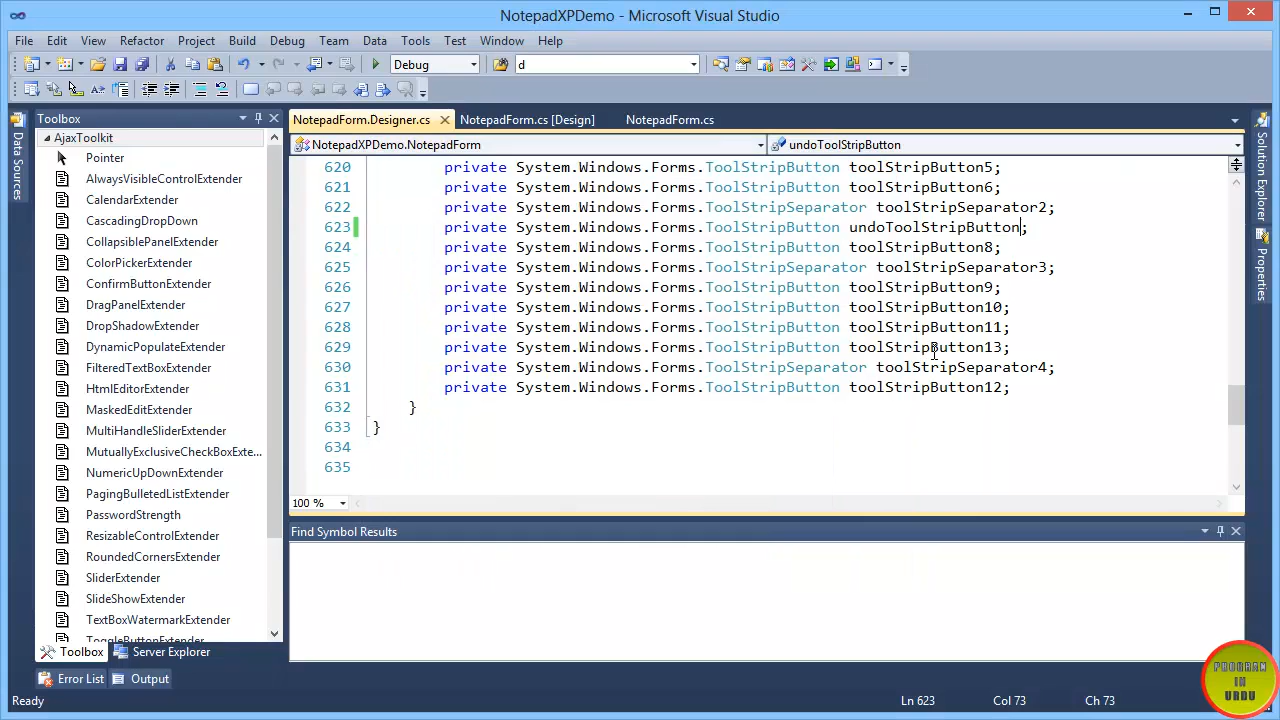 NotepadXPDemo - Microsoft Visual Studio
File Edit View Refactor Project Build Debug Team Data Tools Test Window Help
Debug d
Toolbox
NotepadForm.Designer.cs NotepadForm.cs [Design] NotepadForm.cs
NotepadXPDemo.NotepadForm undoToolStripButton
Data Sources
AjaxToolkit
Pointer
AlwaysVisibleControlExtender
CalendarExtender
CascadingDropDown
CollapsiblePanelExtender
ColorPickerExtender
ConfirmButtonExtender
DragPanelExtender
DropShadowExtender
DynamicPopulateExtender
FilteredTextBoxExtender
HtmlEditorExtender
MaskedEditExtender
MultiHandleSliderExtender
MutuallyExclusiveCheckBoxExte...
NumericUpDownExtender
PagingBulletedListExtender
PasswordStrength
ResizableControlExtender
RoundedCornersExtender
SliderExtender
SlideShowExtender
TextBoxWatermarkExtender
ToggleButtonExtender
Toolbox Server Explorer
620 private System.Windows.Forms.ToolStripButton toolStripButton5;
621 private System.Windows.Forms.ToolStripButton toolStripButton6;
622 private System.Windows.Forms.ToolStripSeparator toolStripSeparator2;
623 private System.Windows.Forms.ToolStripButton undoToolStripButton;
624 private System.Windows.Forms.ToolStripButton toolStripButton8;
625 private System.Windows.Forms.ToolStripSeparator toolStripSeparator3;
626 private System.Windows.Forms.ToolStripButton toolStripButton9;
627 private System.Windows.Forms.ToolStripButton toolStripButton10;
628 private System.Windows.Forms.ToolStripButton toolStripButton11;
629 private System.Windows.Forms.ToolStripButton toolStripButton13;
630 private System.Windows.Forms.ToolStripSeparator toolStripSeparator4;
631 private System.Windows.Forms.ToolStripButton toolStripButton12;
632 }
633 }
634
635
100 %
Find Symbol Results
Solution Explorer
Properties
Error List Output
Ready Ln 623 Col 73 Ch 73
PROGRAM
IN
URDU